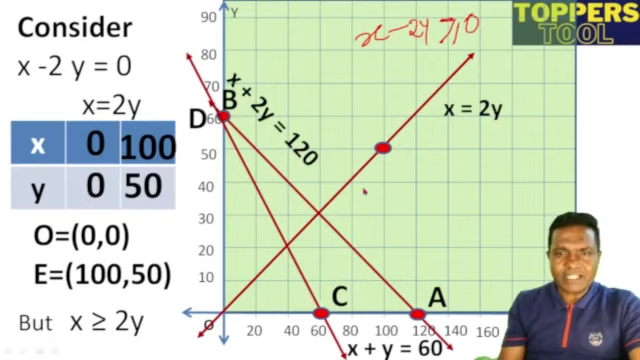 Consider
x -2 y = 0
x=2y
x 0 100
y 0 50
O=(0,0)
E=(100,50)
But x ≥ 2y
90
80
70
60
50
40
30
20
10
Y
x - 2y ≥ 0
x + 2y = 120
x = 2y
D
B
C
A
O
20
40
60
80
100
120
140
160
x + y = 60
TOPPERS
TOOL